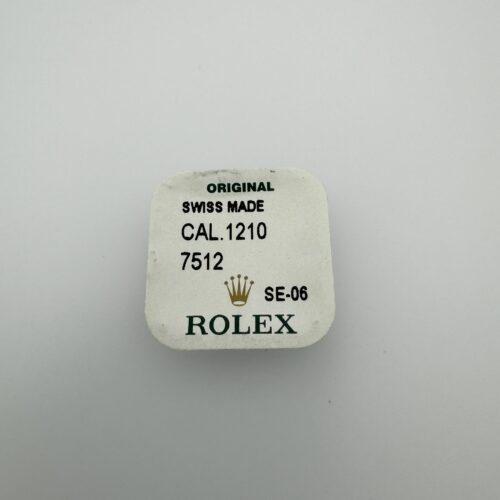 ORIGINAL
SWISS MADE
CAL.1210
7512
SE-06
ROLEX